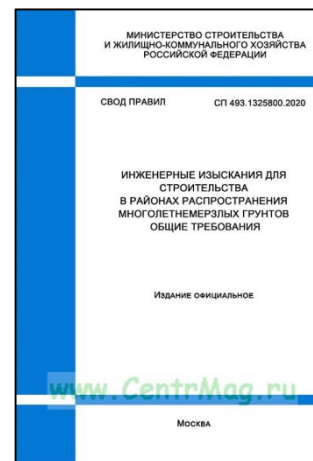 МИНИСТЕРСТВО СТРОИТЕЛЬСТВА
И ЖИЛИЩНО-КОММУНАЛЬНОГО ХОЗЯЙСТВА
РОССИЙСКОЙ ФЕДЕРАЦИИ
СВОД ПРАВИЛ СП 493.1325800.2020
ИНЖЕНЕРНЫЕ ИЗЫСКАНИЯ ДЛЯ
СТРОИТЕЛЬСТВА
В РАЙОНАХ РАСПРОСТРАНЕНИЯ
МНОГОЛЕТНЕМЕРЗЛЫХ ГРУНТОВ
ОБЩИЕ ТРЕБОВАНИЯ
ИЗДАНИЕ ОФИЦИАЛЬНОЕ
www.CentrMag.ru
МОСКВА